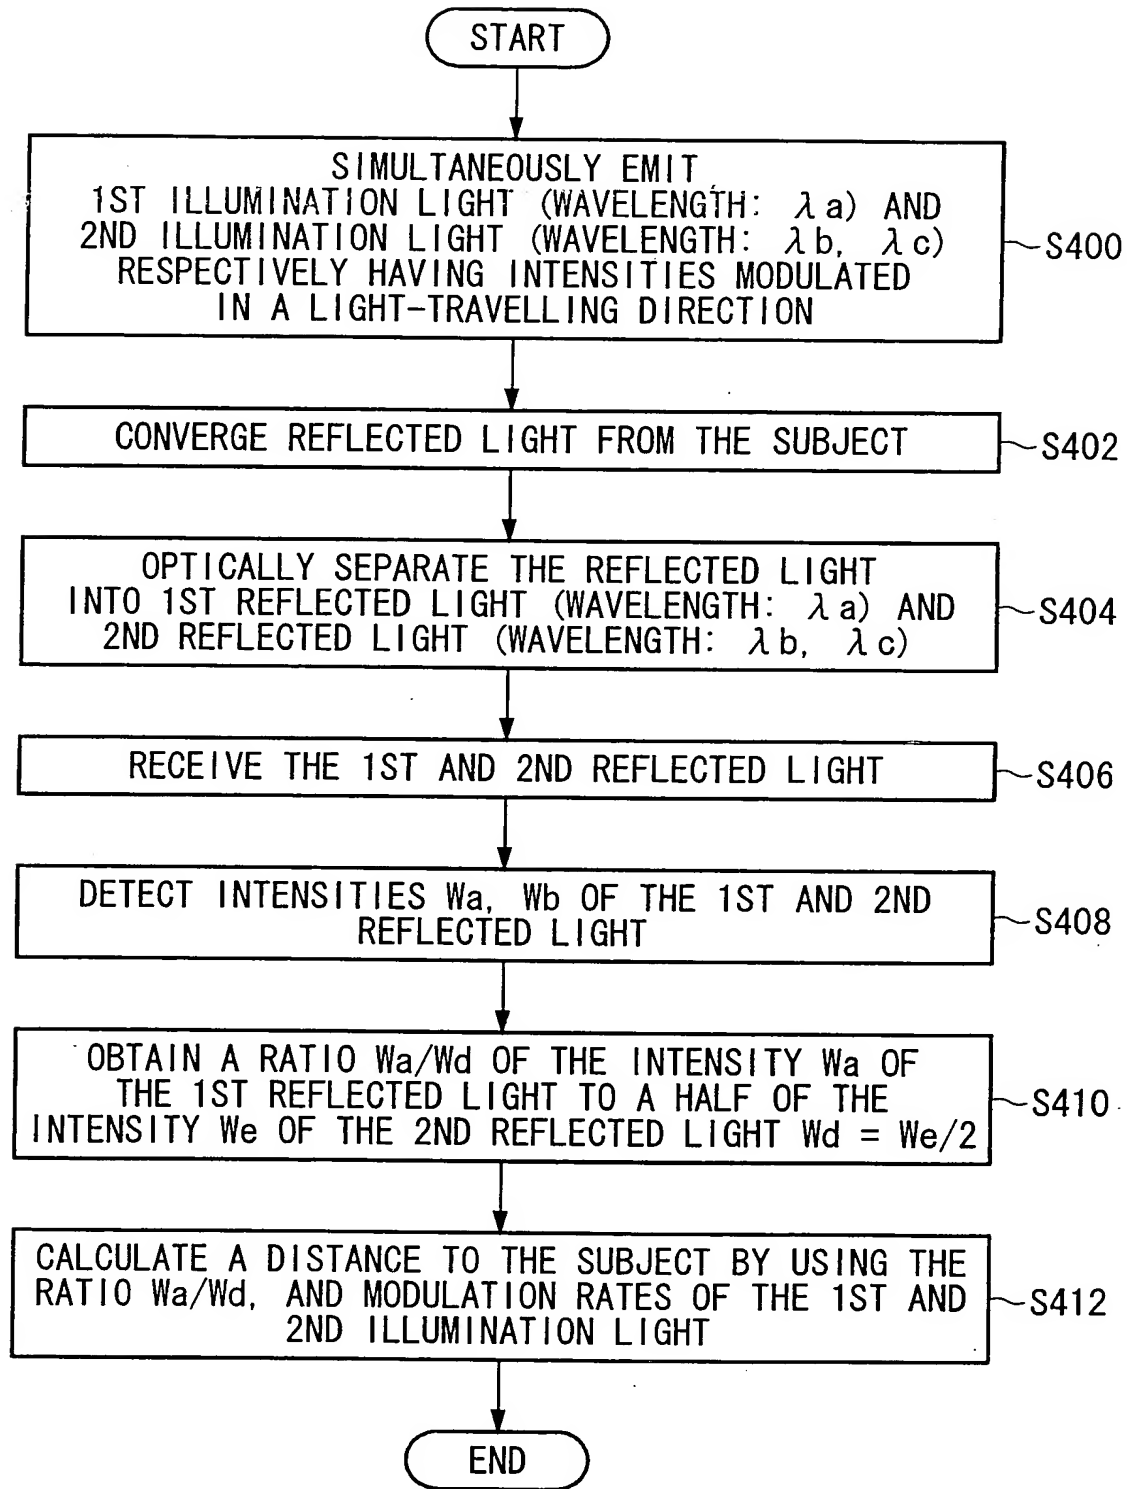 START
SIMULTANEOUSLY EMIT
1ST ILLUMINATION LIGHT (WAVELENGTH: λa) AND
2ND ILLUMINATION LIGHT (WAVELENGTH: λb, λc)
RESPECTIVELY HAVING INTENSITIES MODULATED
IN A LIGHT-TRAVELLING DIRECTION
S400
CONVERGE REFLECTED LIGHT FROM THE SUBJECT
S402
OPTICALLY SEPARATE THE REFLECTED LIGHT
INTO 1ST REFLECTED LIGHT (WAVELENGTH: λa) AND
2ND REFLECTED LIGHT (WAVELENGTH: λb, λc)
S404
RECEIVE THE 1ST AND 2ND REFLECTED LIGHT
S406
DETECT INTENSITIES Wa, Wb OF THE 1ST AND 2ND
REFLECTED LIGHT
S408
OBTAIN A RATIO Wa/Wd OF THE INTENSITY Wa OF
THE 1ST REFLECTED LIGHT TO A HALF OF THE
INTENSITY We OF THE 2ND REFLECTED LIGHT Wd = We/2
S410
CALCULATE A DISTANCE TO THE SUBJECT BY USING THE
RATIO Wa/Wd, AND MODULATION RATES OF THE 1ST AND
2ND ILLUMINATION LIGHT
S412
END